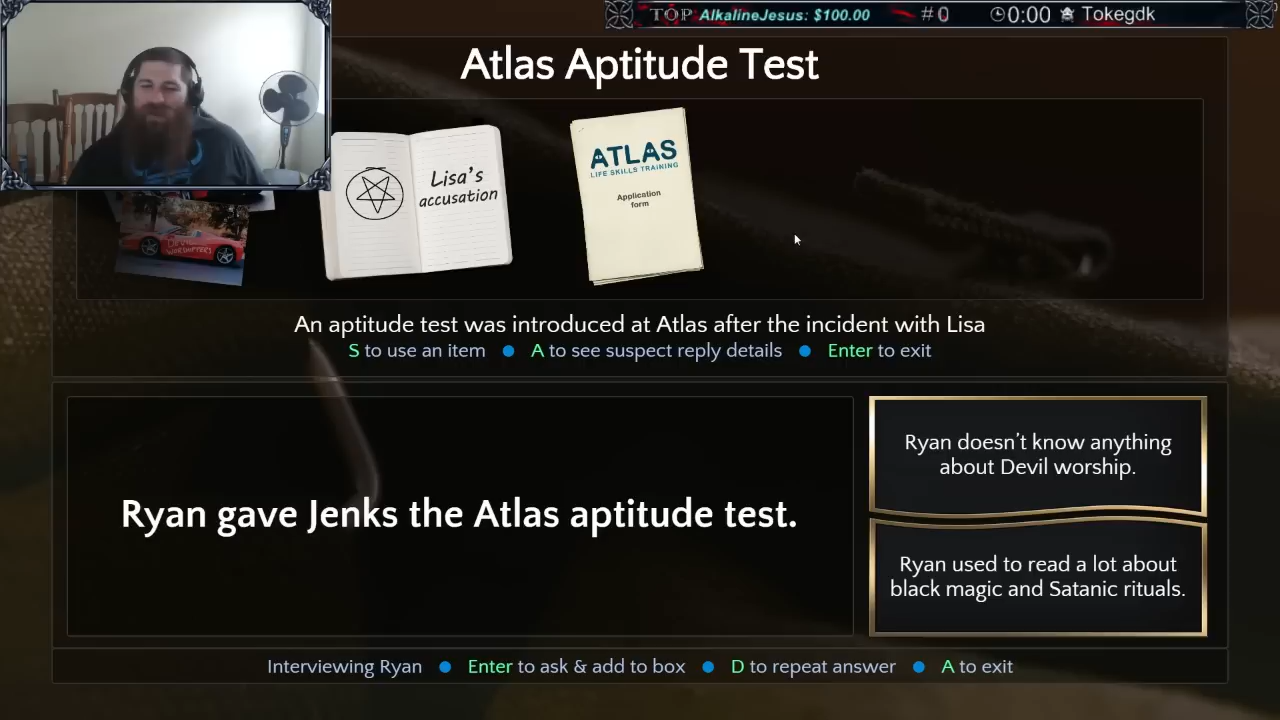 TOP AlkalineJesus: $100.00 #0 0:00 Tokegdk
Atlas Aptitude Test
Lisa's
accusation
ATLAS
LIFE SKILLS TRAINING
Application
form
An aptitude test was introduced at Atlas after the incident with Lisa
S to use an item A to see suspect reply details Enter to exit
Ryan gave Jenks the Atlas aptitude test.
Ryan doesn't know anything
about Devil worship.
Ryan used to read a lot about
black magic and Satanic rituals.
Interviewing Ryan Enter to ask & add to box D to repeat answer A to exit